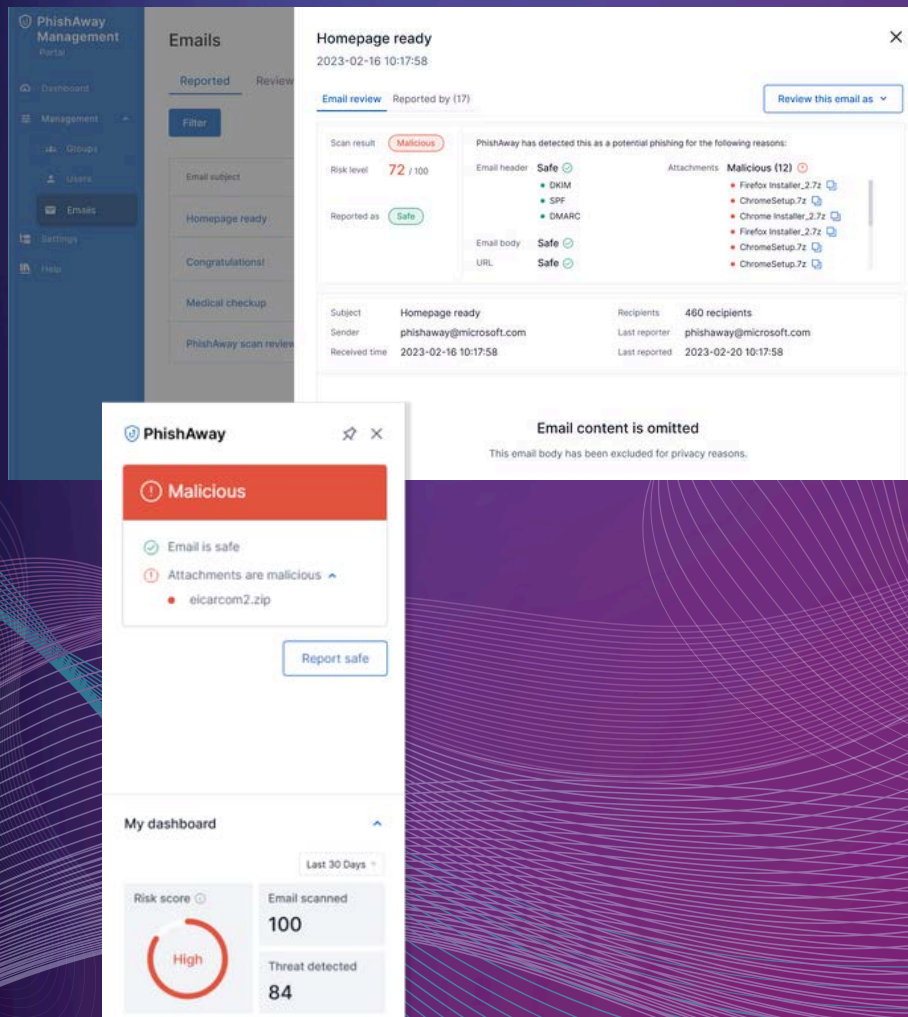 PhishAway
Management
Portal
Dashboard
Management
Groups
Users
Emails
Settings
Help
Emails
Reported Review
Filter
Email subject
Homepage ready
Congratulations!
Medical checkup
PhishAway scan review
Homepage ready
2023-02-16 10:17:58
Email review Reported by (17)
Review this email as
Scan result Malicious
Risk level 72 / 100
Reported as Safe
PhishAway has detected this as a potential phishing for the following reasons:
Email header Safe
DKIM
SPF
DMARC
Email body Safe
URL Safe
Attachments Malicious (12)
Firefox Installer_2.7z
ChromeSetup.7z
Chrome Installer_2.7z
Firefox Installer_2.7z
ChromeSetup.7z
ChromeSetup.7z
Subject Homepage ready
Sender phishaway@microsoft.com
Received time 2023-02-16 10:17:58
Recipients 460 recipients
Last reporter phishaway@microsoft.com
Last reported 2023-02-20 10:17:58
Email content is omitted
This email body has been excluded for privacy reasons.
PhishAway
Malicious
Email is safe
Attachments are malicious
eicarcom2.zip
Report safe
My dashboard
Last 30 Days
Risk score
High
Email scanned
100
Threat detected
84